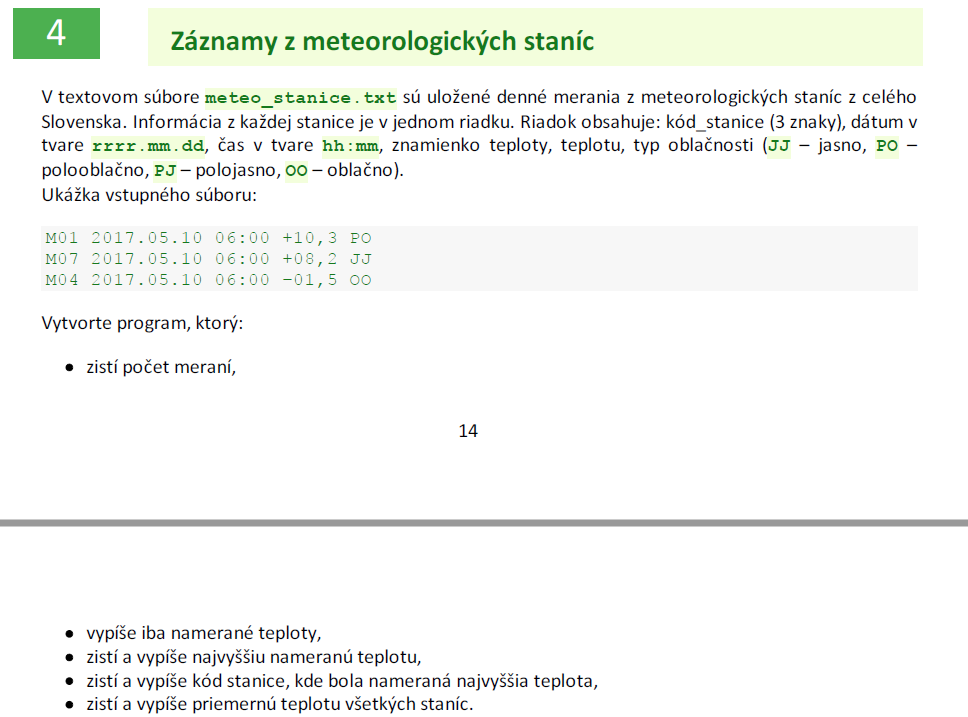 4
Záznamy z meteorologických staníc
V textovom súbore meteo_stanice.txt sú uložené denné merania z meteorologických staníc z celého
Slovenska. Informácia z každej stanice je v jednom riadku. Riadok obsahuje: kód_stanice (3 znaky), dátum v
tvare rrrr.mm.dd, čas v tvare hh:mm, znamienko teploty, teplotu, typ oblačnosti (JJ – jasno, PO –
polooblačno, PJ – polojasno, OO – oblačno).
Ukážka vstupného súboru:
M01 2017.05.10 06:00 +10,3 PO
M07 2017.05.10 06:00 +08,2 JJ
M04 2017.05.10 06:00 -01,5 OO
Vytvorte program, ktorý:
• zistí počet meraní,
14
• vypíše iba namerané teploty,
• zistí a vypíše najvyššiu nameranú teplotu,
• zistí a vypíše kód stanice, kde bola nameraná najvyššia teplota,
• zistí a vypíše priemernú teplotu všetkých staníc.